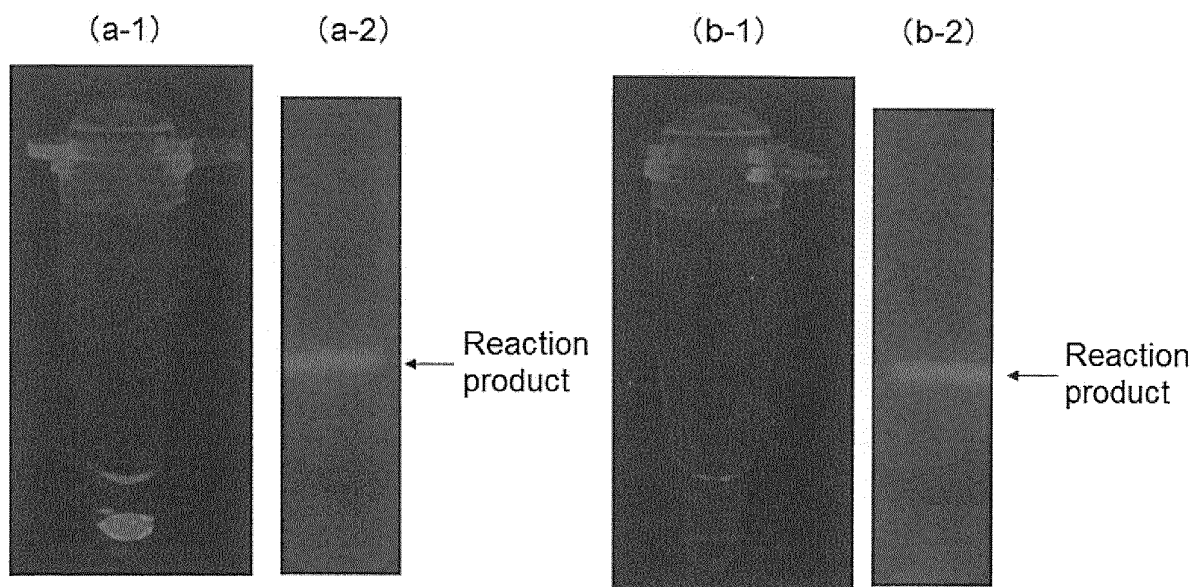 (a-1)
(a-2)
(b-1)
(b-2)
Reaction
product
Reaction
product